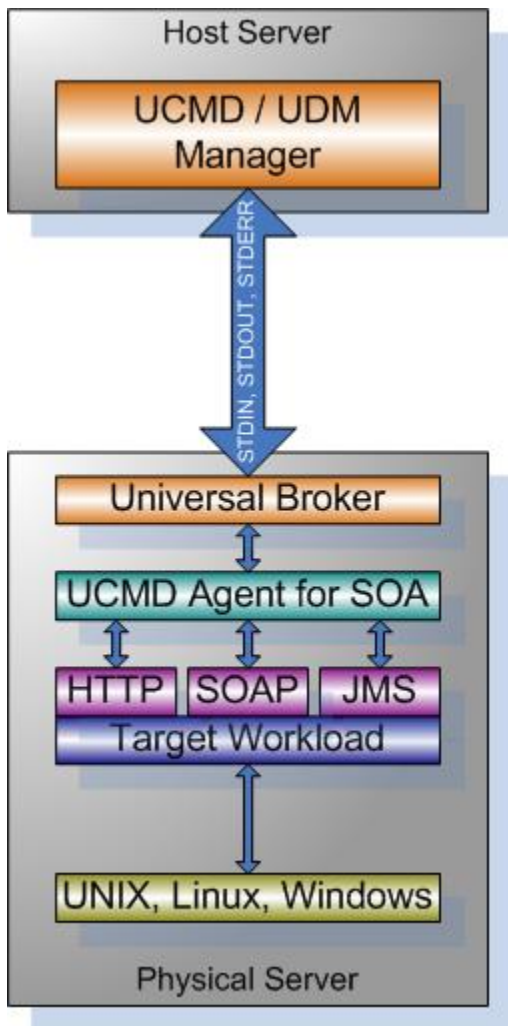 Host Server
UCMD / UDM
Manager
STDIN, STDOUT, STDERR
Universal Broker
UCMD Agent for SOA
HTTP SOAP JMS
Target Workload
UNIX, Linux, Windows
Physical Server